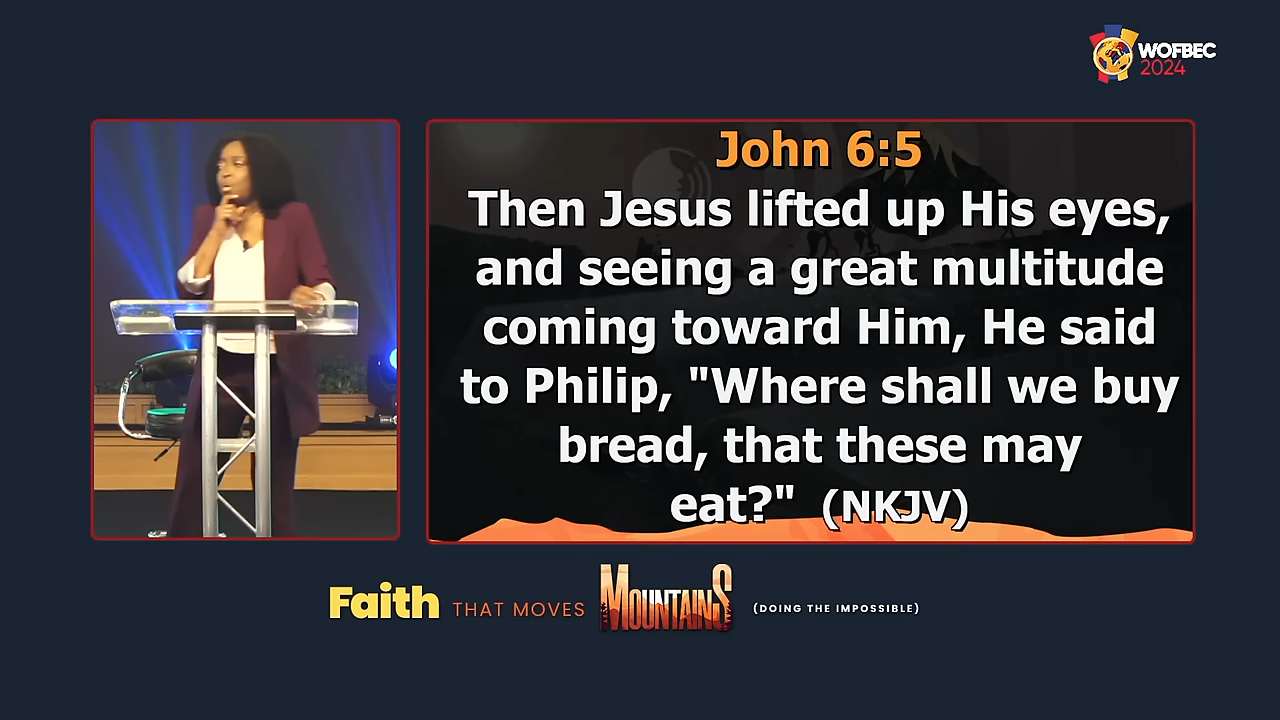 WOFBEC
2024
John 6:5
Then Jesus lifted up His eyes,
and seeing a great multitude
coming toward Him, He said
to Philip, "Where shall we buy
bread, that these may
eat?" (NKJV)
Faith THAT MOVES MOUNTAINS (DOING THE IMPOSSIBLE)